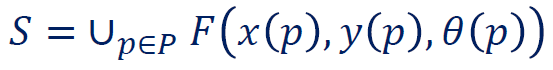 S = ∪_{p∈P} F(x(p), y(p), θ(p))